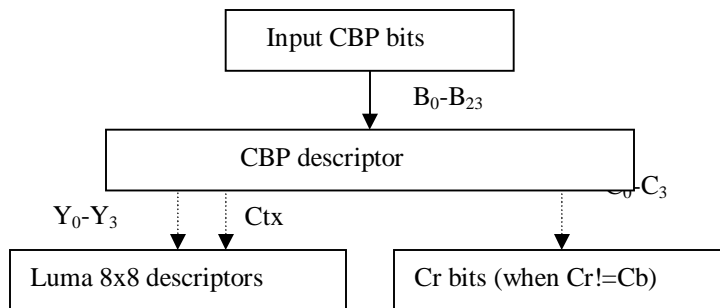 Input CBP bits
B₀-B₂₃
CBP descriptor
C₀-C₃
Y₀-Y₃
Ctx
Luma 8x8 descriptors
Cr bits (when Cr!=Cb)